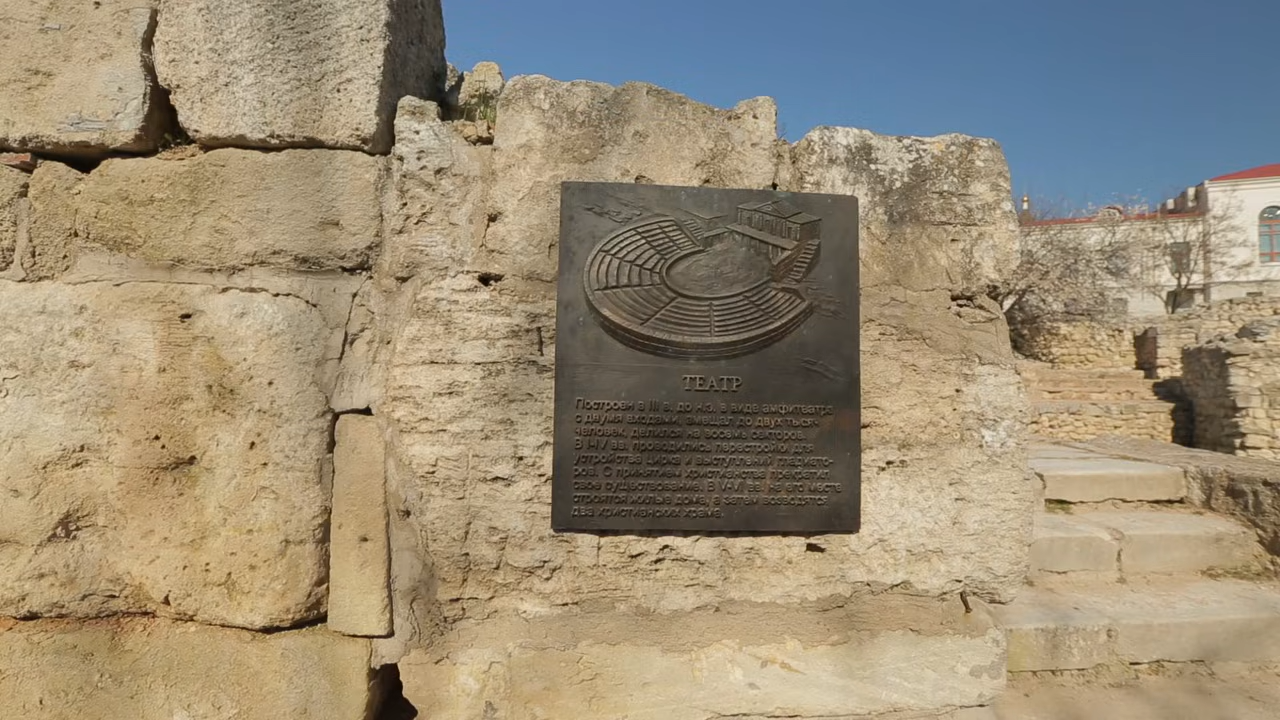 ТЕАТР
Построен в III в. до н.э. в виде амфитеатра
с двумя входами, вмещал до двух тысяч
человек, делился на восемь секторов.
В I-IV вв. проводились перестройки для
устройства цирка и выступлений гладиато-
ров. С принятием христианства прекратил
свое существование. В V-VI вв. на его месте
строятся жилые дома, а затем возводятся
два христианских храма.